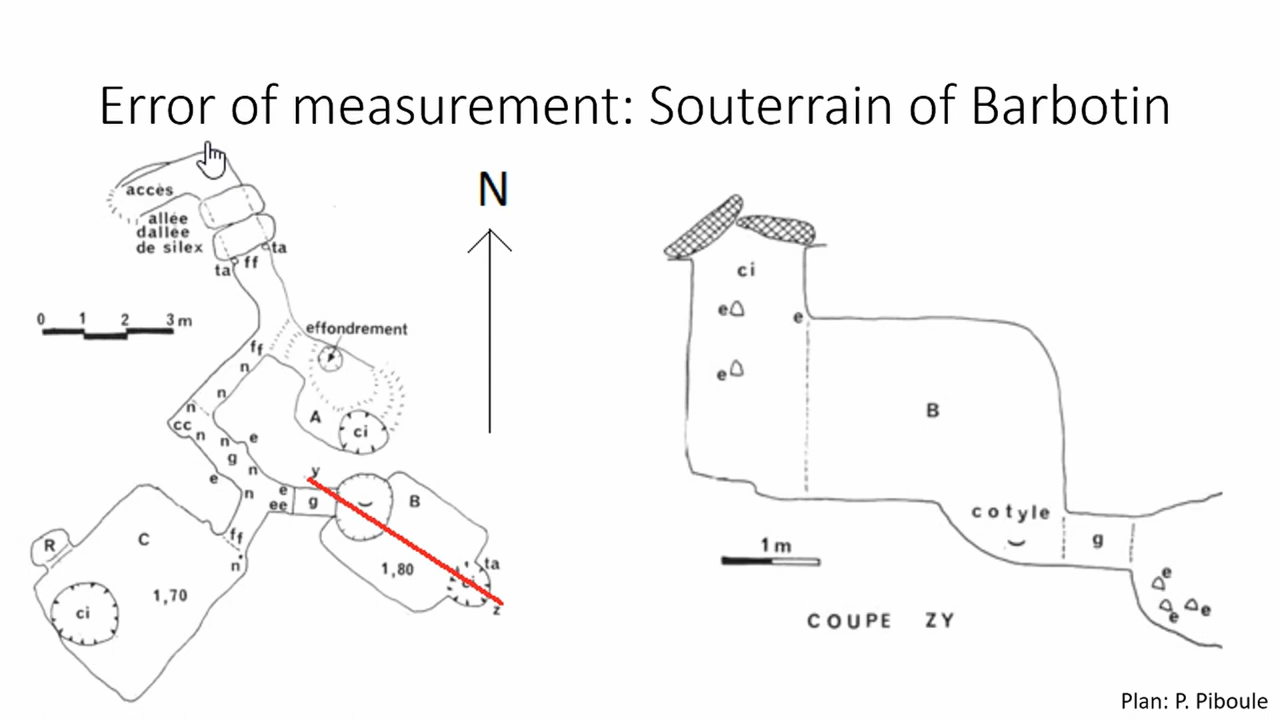 Error of measurement: Souterrain of Barbotin
N
accès
allée
dallée
de silex
ta
ff
ta
0 1 2 3 m
effondrement
ff
n
n
n
cc
n
n
e
g
n
e
n
A
ci
y
e
ee
g
B
ta
ci
z
1,80
ff
n
R
C
1,70
ci
ci
e
e
e
B
cotyle
g
1 m
e
e
e
COUPE ZY
Plan: P. Piboule